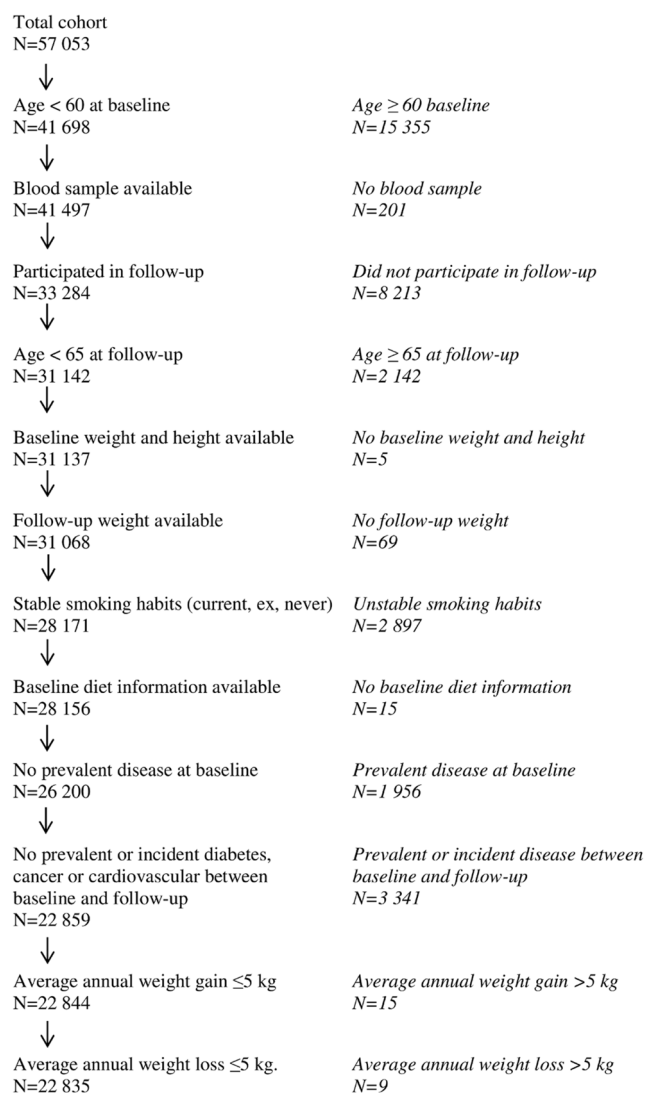 Total cohort
N=57 053
Age < 60 at baseline
Age ≥ 60 baseline
N=41 698
N=15 355
Blood sample available
No blood sample
N=41 497
N=201
Participated in follow-up
Did not participate in follow-up
N=33 284
N=8 213
Age < 65 at follow-up
Age ≥ 65 at follow-up
N=31 142
N=2 142
Baseline weight and height available
No baseline weight and height
N=31 137
N=5
Follow-up weight available
No follow-up weight
N=31 068
N=69
Stable smoking habits (current, ex, never)
Unstable smoking habits
N=28 171
N=2 897
Baseline diet information available
No baseline diet information
N=28 156
N=15
No prevalent disease at baseline
Prevalent disease at baseline
N=26 200
N=1 956
No prevalent or incident diabetes,
cancer or cardiovascular between
baseline and follow-up
N=22 859
Prevalent or incident disease between
baseline and follow-up
N=3 341
Average annual weight gain ≤5 kg
Average annual weight gain >5 kg
N=22 844
N=15
Average annual weight loss ≤5 kg.
Average annual weight loss >5 kg
N=22 835
N=9